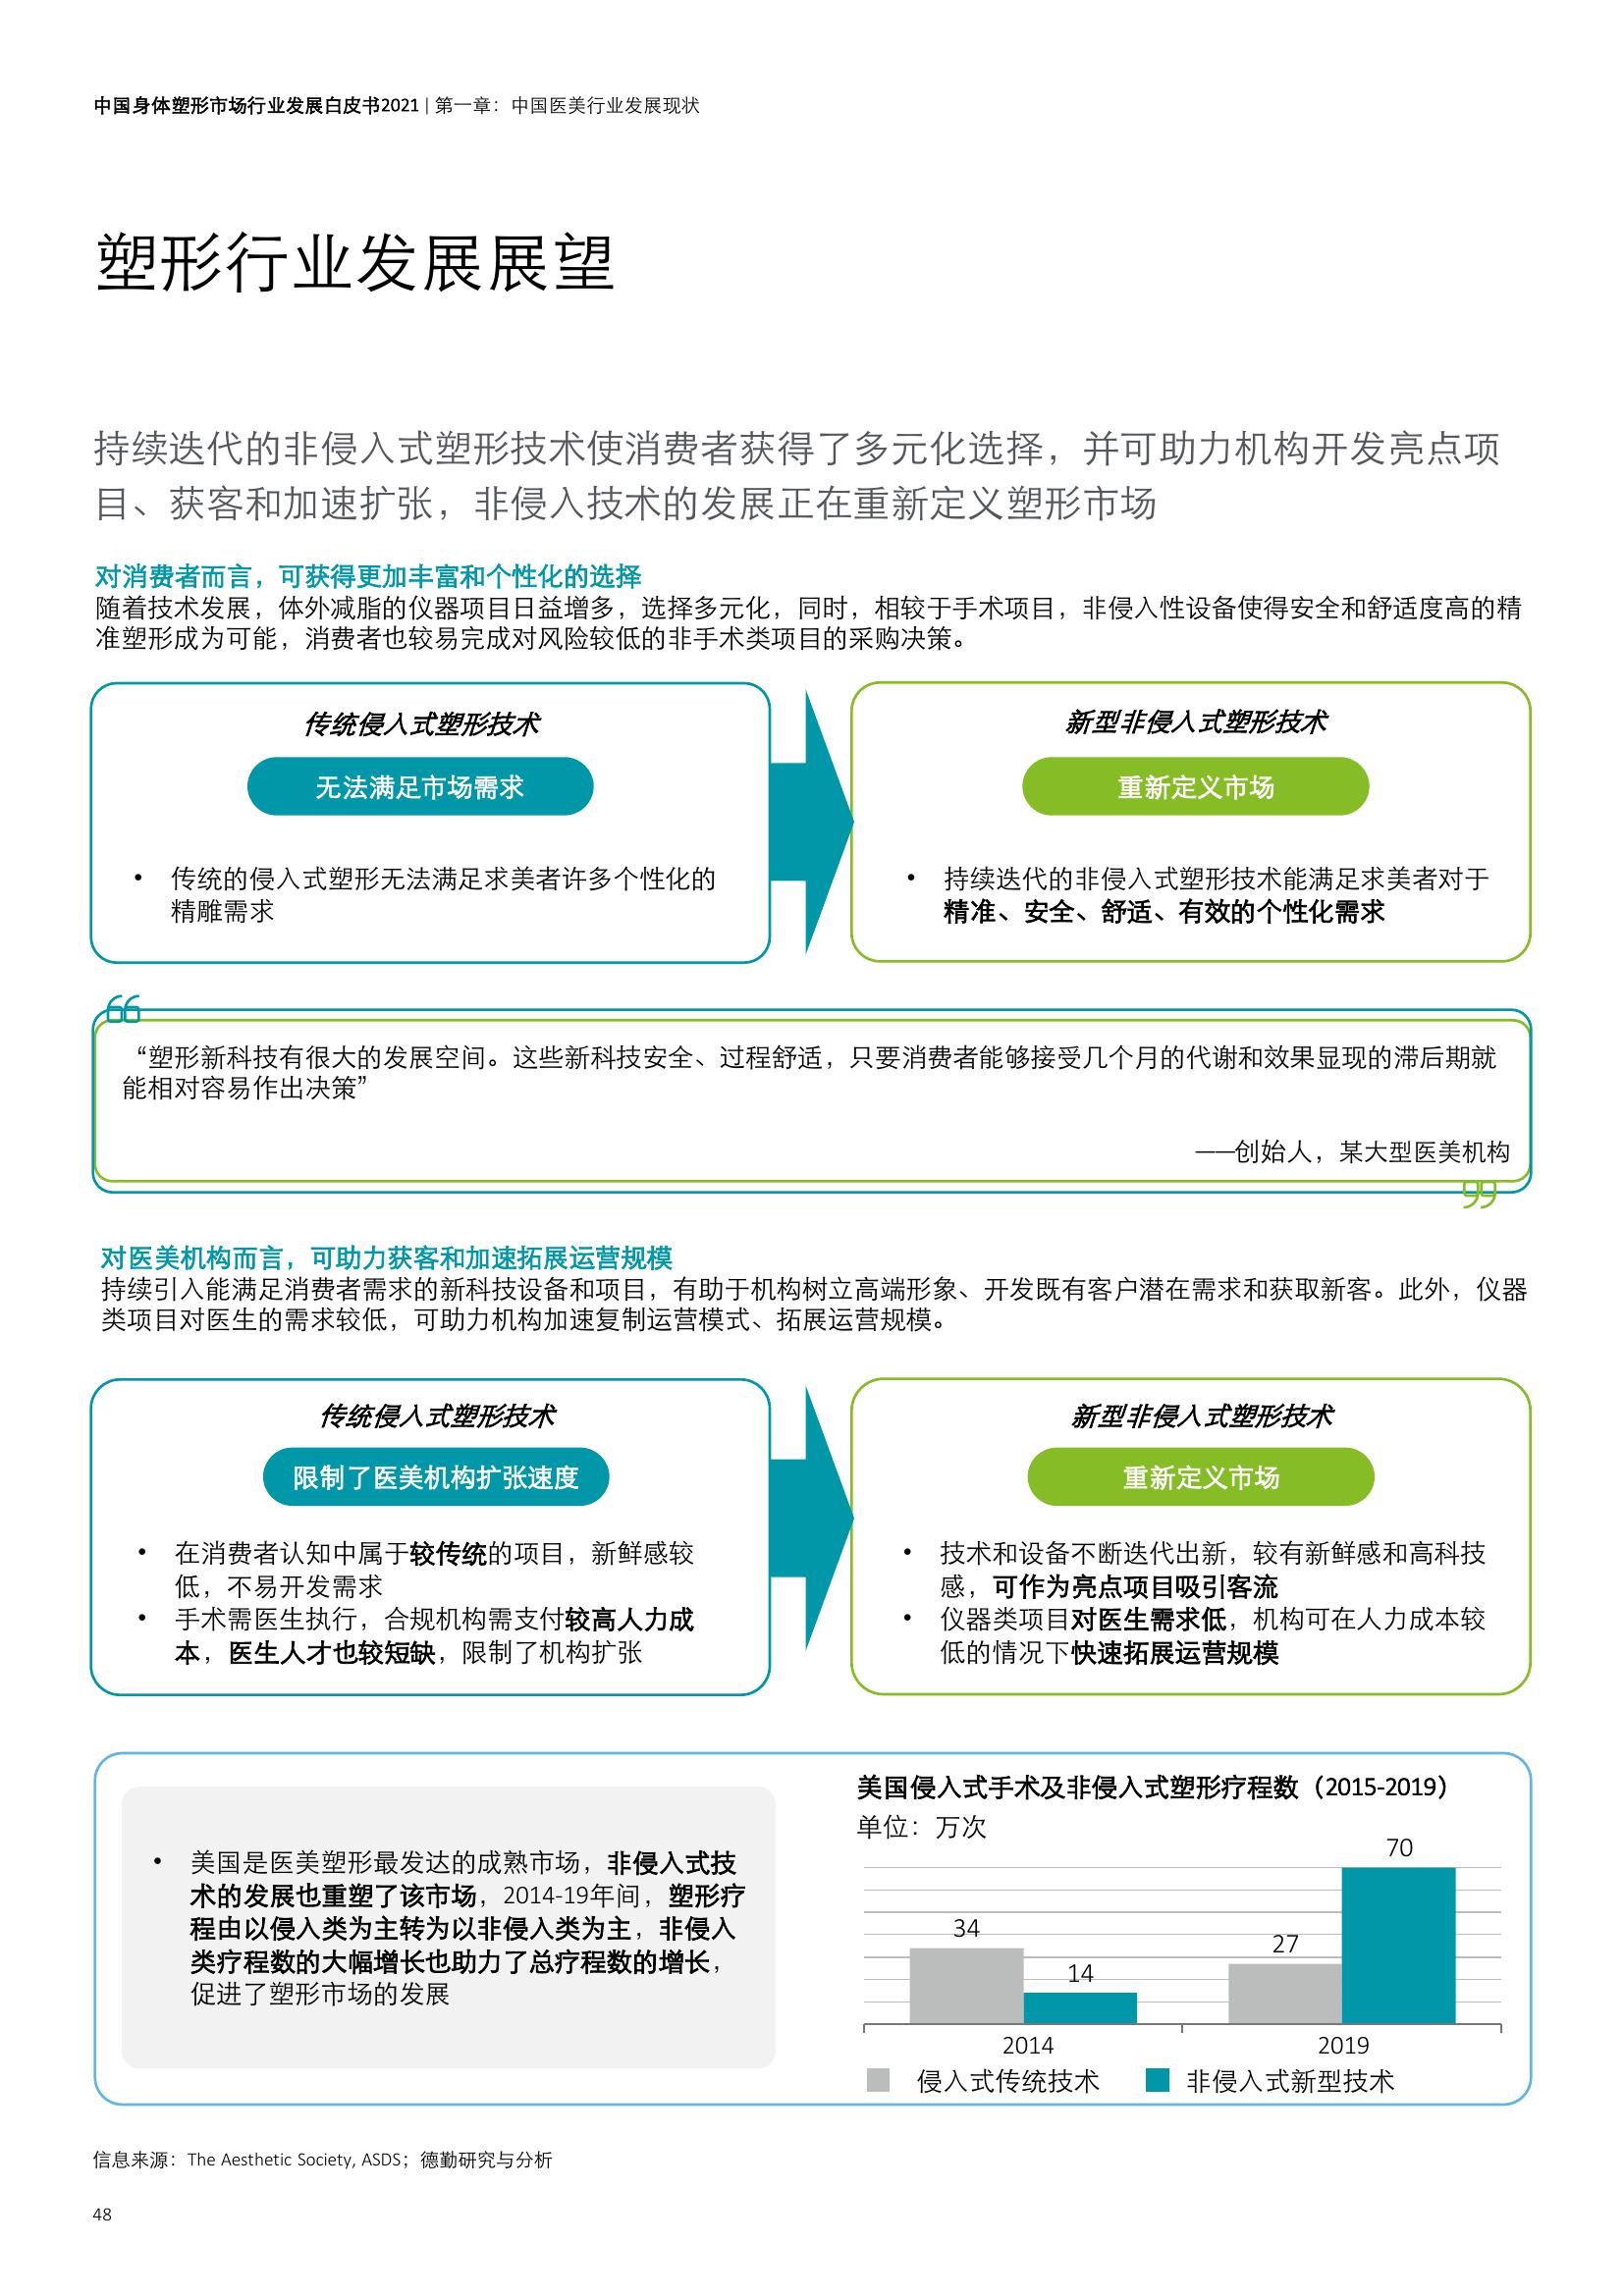 中国身体塑形市场行业发展白皮书2021 | 第一章：中国医美行业发展现状
塑形行业发展展望
持续迭代的非侵入式塑形技术使消费者获得了多元化选择，并可助力机构开发亮点项
目、获客和加速扩张，非侵入技术的发展正在重新定义塑形市场
对消费者而言，可获得更加丰富和个性化的选择
随着技术发展，体外减脂的仪器项目日益增多，选择多元化，同时，相较于手术项目，非侵入性设备使得安全和舒适度高的精
准塑形成为可能，消费者也较易完成对风险较低的非手术类项目的采购决策。
传统侵入式塑形技术
无法满足市场需求
• 传统的侵入式塑形无法满足求美者许多个性化的
精雕需求
新型非侵入式塑形技术
重新定义市场
• 持续迭代的非侵入式塑形技术能满足求美者对于
精准、安全、舒适、有效的个性化需求
“塑形新科技有很大的发展空间。这些新科技安全、过程舒适，只要消费者能够接受几个月的代谢和效果显现的滞后期就
能相对容易作出决策”
——创始人，某大型医美机构
对医美机构而言，可助力获客和加速拓展运营规模
持续引入能满足消费者需求的新科技设备和项目，有助于机构树立高端形象、开发既有客户潜在需求和获取新客。此外，仪器
类项目对医生的需求较低，可助力机构加速复制运营模式、拓展运营规模。
传统侵入式塑形技术
限制了医美机构扩张速度
• 在消费者认知中属于较传统的项目，新鲜感较
低，不易开发需求
• 手术需医生执行，合规机构需支付较高人力成
本，医生人才也较短缺，限制了机构扩张
新型非侵入式塑形技术
重新定义市场
• 技术和设备不断迭代出新，较有新鲜感和高科技
感，可作为亮点项目吸引客流
• 仪器类项目对医生需求低，机构可在人力成本较
低的情况下快速拓展运营规模
• 美国是医美塑形最发达的成熟市场，非侵入式技
术的发展也重塑了该市场，2014-19年间，塑形疗
程由以侵入类为主转为以非侵入类为主，非侵入
类疗程数的大幅增长也助力了总疗程数的增长，
促进了塑形市场的发展
美国侵入式手术及非侵入式塑形疗程数（2015-2019）
单位：万次
34
14
27
70
2014
2019
侵入式传统技术
非侵入式新型技术
信息来源：The Aesthetic Society, ASDS；德勤研究与分析
48